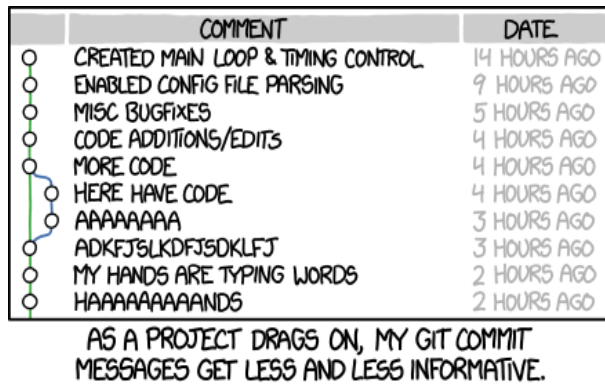 COMMENT DATE
CREATED MAIN LOOP & TIMING CONTROL 14 HOURS AGO
ENABLED CONFIG FILE PARSING 9 HOURS AGO
MISC BUGFIXES 5 HOURS AGO
CODE ADDITIONS/EDITS 4 HOURS AGO
MORE CODE 4 HOURS AGO
HERE HAVE CODE 4 HOURS AGO
AAAAAAAA 3 HOURS AGO
ADKFJSLKDFJSDKLFJ 3 HOURS AGO
MY HANDS ARE TYPING WORDS 2 HOURS AGO
HAAAAAAAAANDS 2 HOURS AGO
AS A PROJECT DRAGS ON, MY GIT COMMIT
MESSAGES GET LESS AND LESS INFORMATIVE.